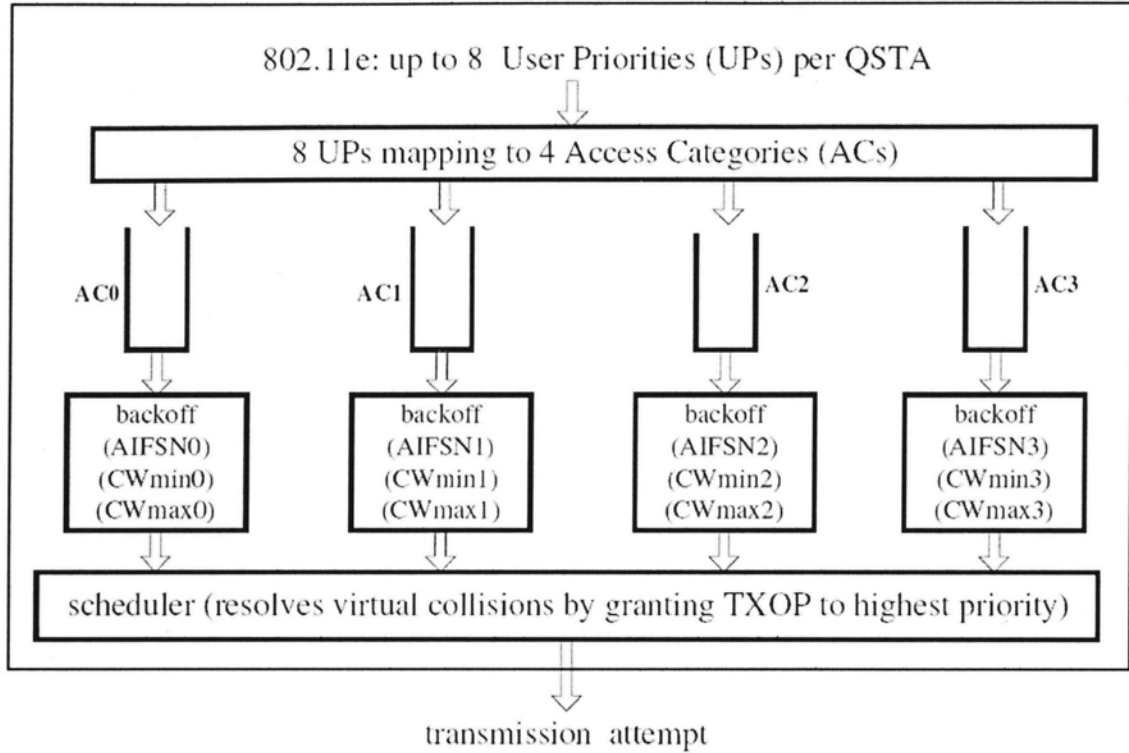 802.11e: up to 8 User Priorities (UPs) per QSTA
8 UPs mapping to 4 Access Categories (ACs)
AC0
AC1
AC2
AC3
backoff
(AIFSN0)
(CWmin0)
(CWmax0)
backoff
(AIFSN1)
(CWmin1)
(CWmax1)
backoff
(AIFSN2)
(CWmin2)
(CWmax2)
backoff
(AIFSN3)
(CWmin3)
(CWmax3)
scheduler (resolves virtual collisions by granting TXOP to highest priority)
transmission attempt